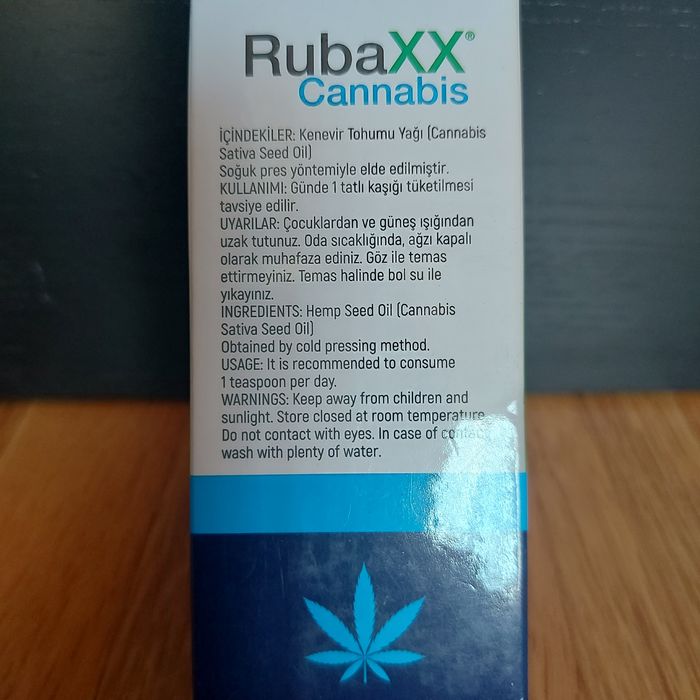 RubaXX®
Cannabis
İÇİNDEKİLER: Kenevir Tohumu Yağı (Cannabis
Sativa Seed Oil)
Soğuk pres yöntemiyle elde edilmiştir.
KULLANIMI: Günde 1 tatlı kaşığı tüketilmesi
tavsiye edilir.
UYARILAR: Çocuklardan ve güneş ışığından
uzak tutunuz. Oda sıcaklığında, ağzı kapalı
olarak muhafaza ediniz. Göz ile temas
ettirmeyiniz. Temas halinde bol su ile
yıkayınız.
INGREDIENTS: Hemp Seed Oil (Cannabis
Sativa Seed Oil)
Obtained by cold pressing method.
USAGE: It is recommended to consume
1 teaspoon per day.
WARNINGS: Keep away from children and
sunlight. Store closed at room temperature.
Do not contact with eyes. In case of contact
wash with plenty of water.